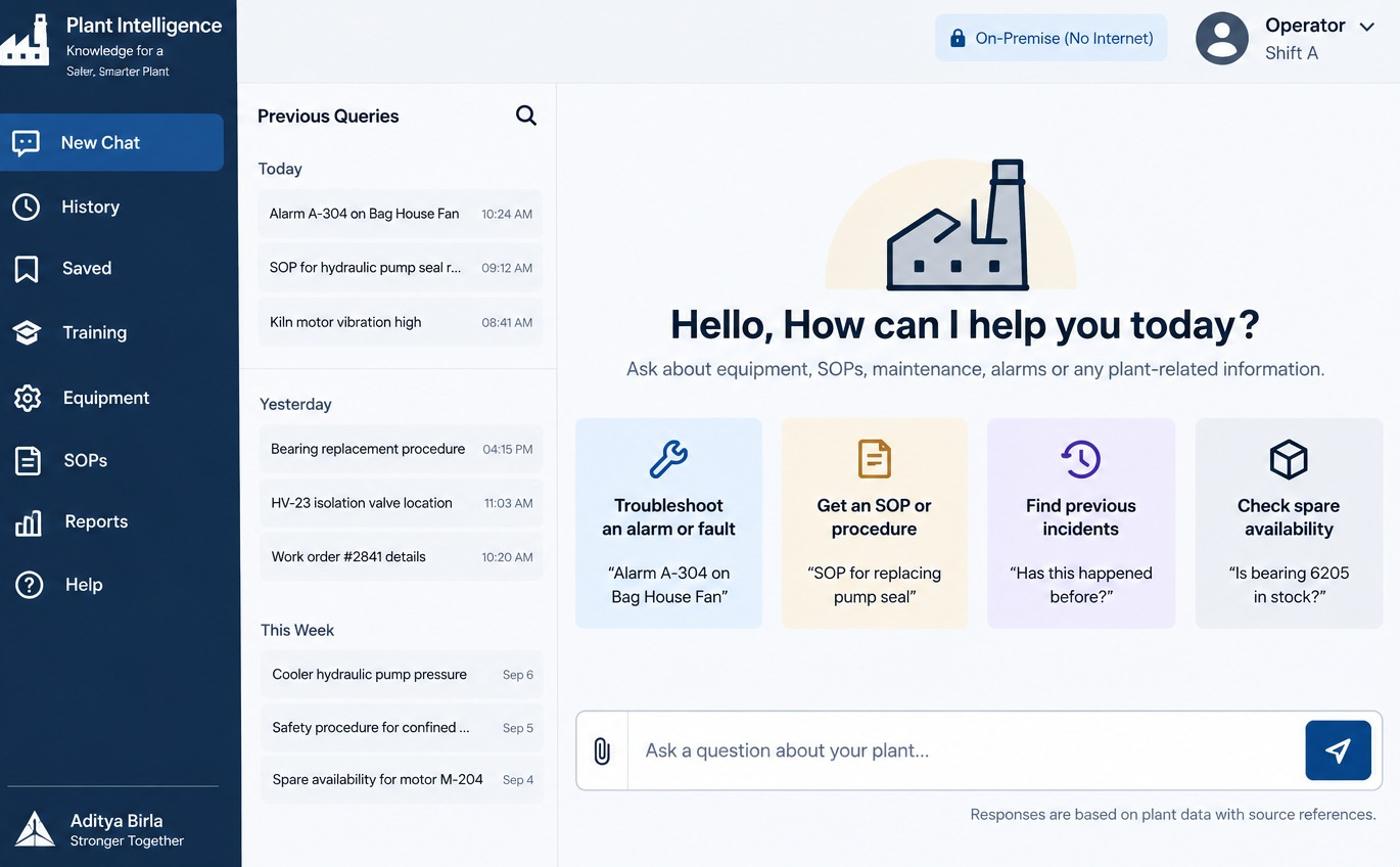 Plant Intelligence
Knowledge for a
Safer, Smarter Plant
New Chat
History
Saved
Training
Equipment
SOPs
Reports
Help
Aditya Birla
Stronger Together
On-Premise (No Internet)
Operator
Shift A
Previous Queries
Today
Alarm A-304 on Bag House Fan 10:24 AM
SOP for hydraulic pump seal r... 09:12 AM
Kiln motor vibration high 08:41 AM
Yesterday
Bearing replacement procedure 04:15 PM
HV-23 isolation valve location 11:03 AM
Work order #2841 details 10:20 AM
This Week
Cooler hydraulic pump pressure Sep 6
Safety procedure for confined ... Sep 5
Spare availability for motor M-204 Sep 4
Hello, How can I help you today?
Ask about equipment, SOPs, maintenance, alarms or any plant-related information.
Troubleshoot
an alarm or fault
“Alarm A-304 on
Bag House Fan”
Get an SOP or
procedure
“SOP for replacing
pump seal”
Find previous
incidents
“Has this happened
before?”
Check spare
availability
“Is bearing 6205
in stock?”
Ask a question about your plant...
Responses are based on plant data with source references.